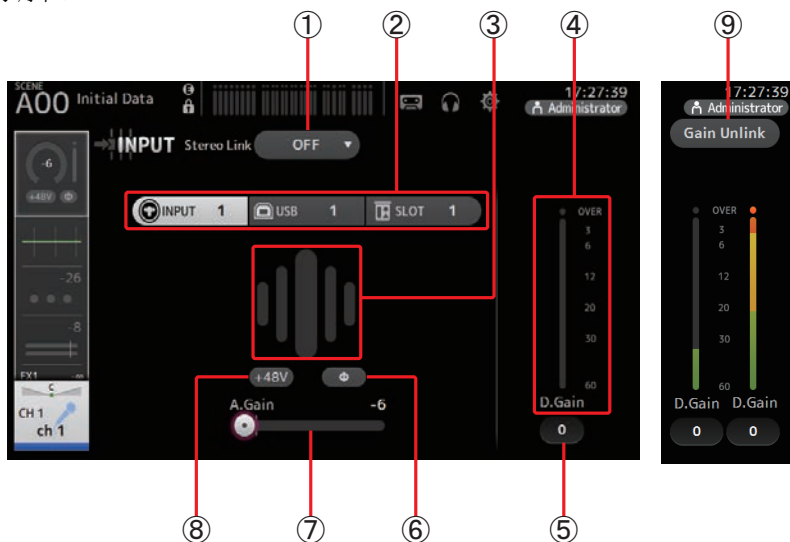 ① ② ③ ④ ⑨
SCENE
A00 Initial Data
E
17:27:39
Administrator
INPUT Stereo Link OFF
-6
+48V Φ
INPUT 1 USB 1 SLOT 1
OVER
3
6
12
20
30
60
-26
-8
FX1 -∞
C
CH 1
ch 1
+48V Φ
A.Gain -6
D.Gain
0
17:27:39
Administrator
Gain Unlink
OVER
3
6
12
20
30
60
D.Gain D.Gain
0 0
⑧ ⑦ ⑥ ⑤